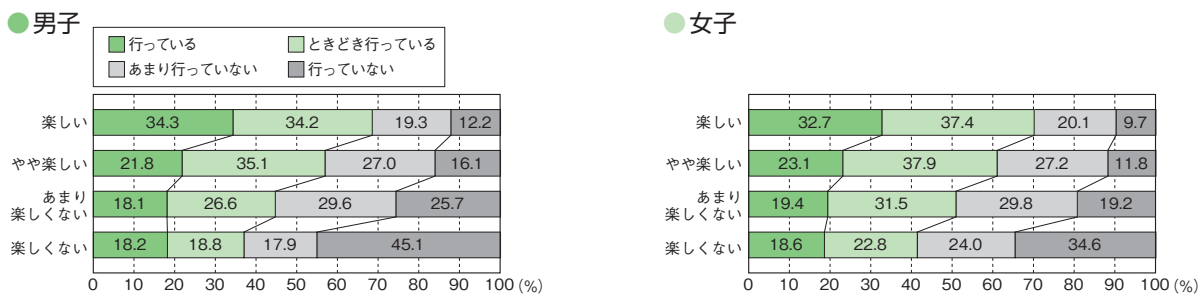 男子
行っている
ときどき行っている
あまり行っていない
行っていない
楽しい
34.3
34.2
19.3
12.2
やや楽しい
21.8
35.1
27.0
16.1
あまり
楽しくない
18.1
26.6
29.6
25.7
楽しくない
18.2
18.8
17.9
45.1
0 10 20 30 40 50 60 70 80 90 100 (%)
女子
楽しい
32.7
37.4
20.1
9.7
やや楽しい
23.1
37.9
27.2
11.8
あまり
楽しくない
19.4
31.5
29.8
19.2
楽しくない
18.6
22.8
24.0
34.6
0 10 20 30 40 50 60 70 80 90 100 (%)